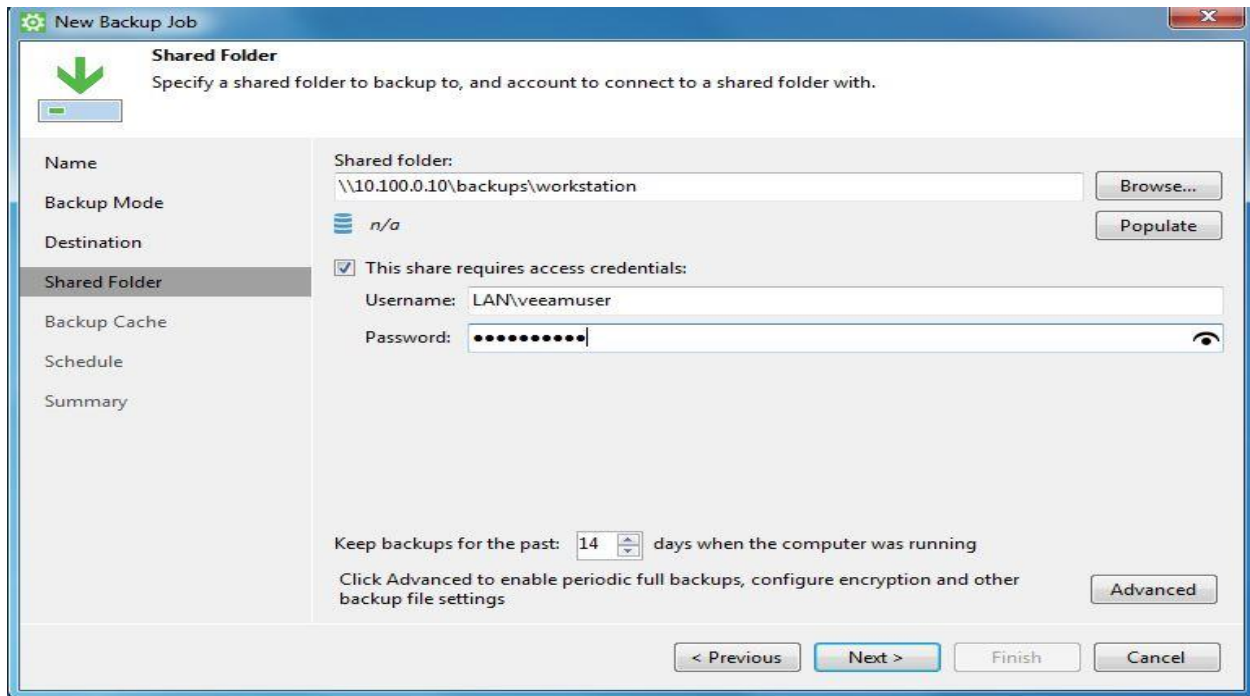 New Backup Job
Shared Folder
Specify a shared folder to backup to, and account to connect to a shared folder with.
Name
Backup Mode
Destination
Shared Folder
Backup Cache
Schedule
Summary
Shared folder:
\\10.100.0.10\backups\workstation
Browse...
n/a
Populate
This share requires access credentials:
Username: LAN\veeamuser
Password: ●●●●●●●●●●
Keep backups for the past: 14 days when the computer was running
Click Advanced to enable periodic full backups, configure encryption and other
backup file settings
Advanced
< Previous Next > Finish Cancel